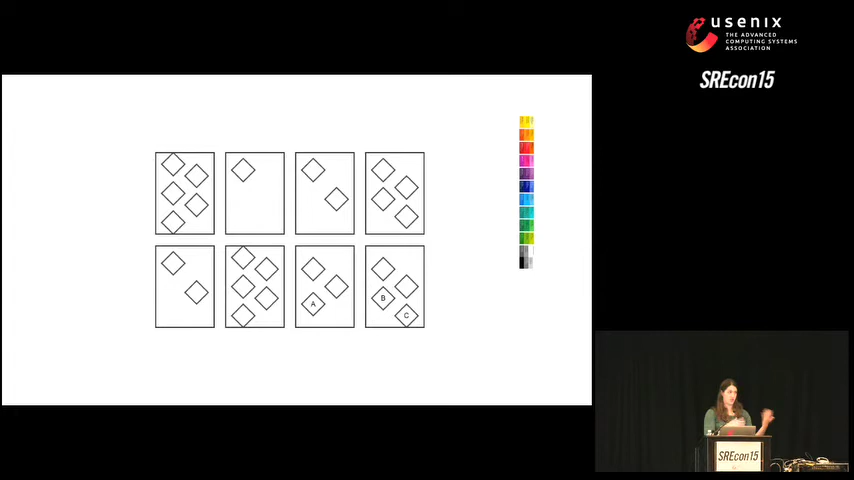 usenix
THE ADVANCED
COMPUTING SYSTEMS
ASSOCIATION
SREcon15
A
B
C
SREcon15